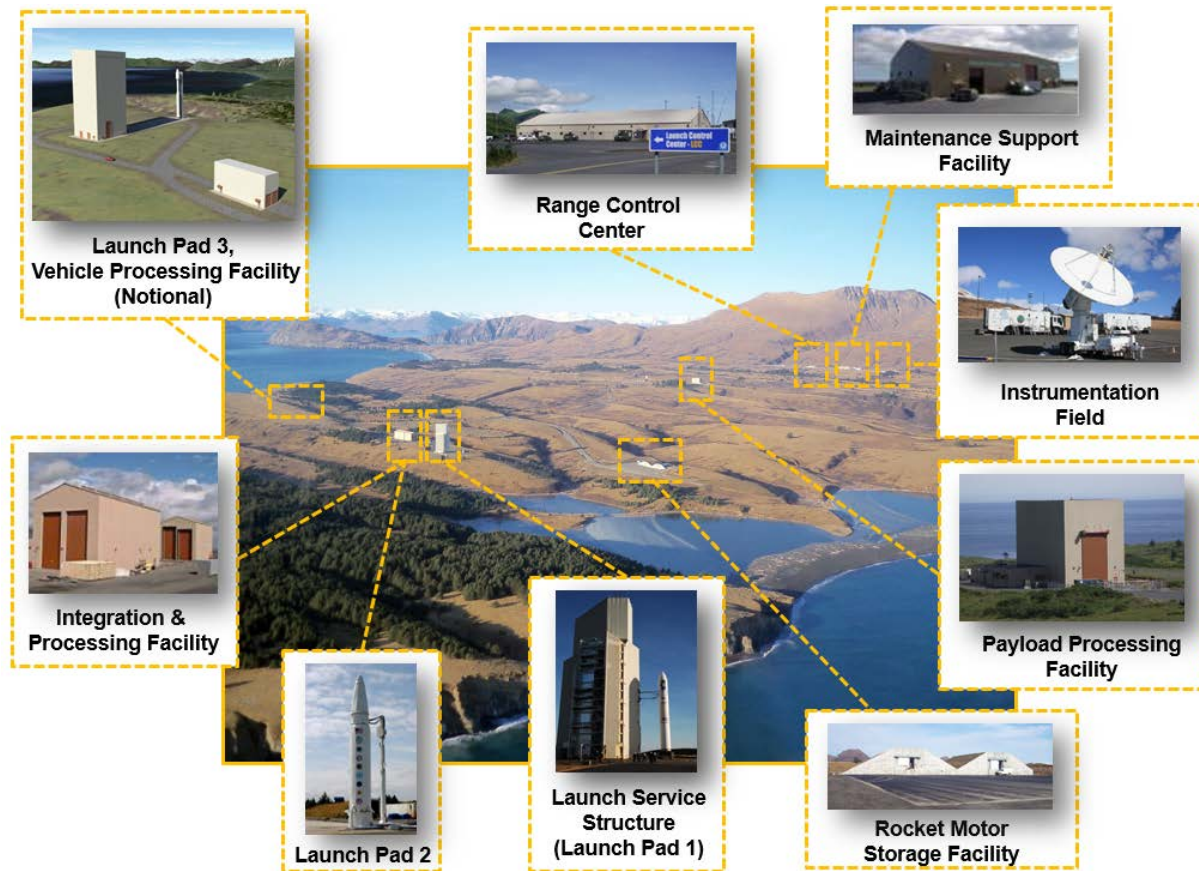 Launch Pad 3,
Vehicle Processing Facility
(Notional)
Launch Control
Center - LCC
Range Control
Center
Maintenance Support
Facility
Instrumentation
Field
Integration &
Processing Facility
Payload Processing
Facility
Launch Pad 2
Launch Service
Structure
(Launch Pad 1)
Rocket Motor
Storage Facility